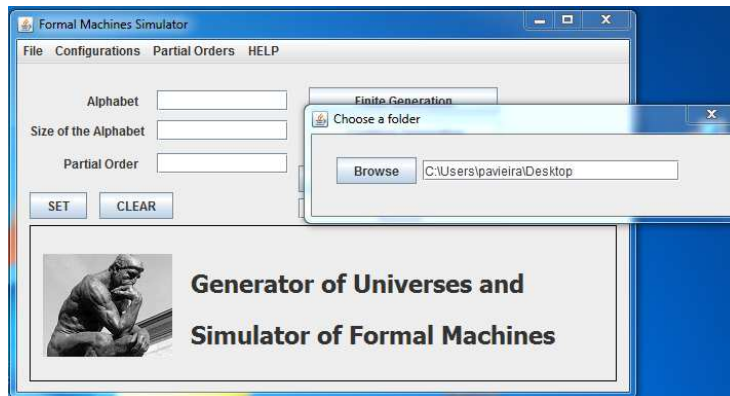 Formal Machines Simulator
File Configurations Partial Orders HELP
Alphabet
Finite Generation
Choose a folder
Size of the Alphabet
Partial Order
Browse C:\Users\pavieira\Desktop
SET CLEAR
Generator of Universes and
Simulator of Formal Machines